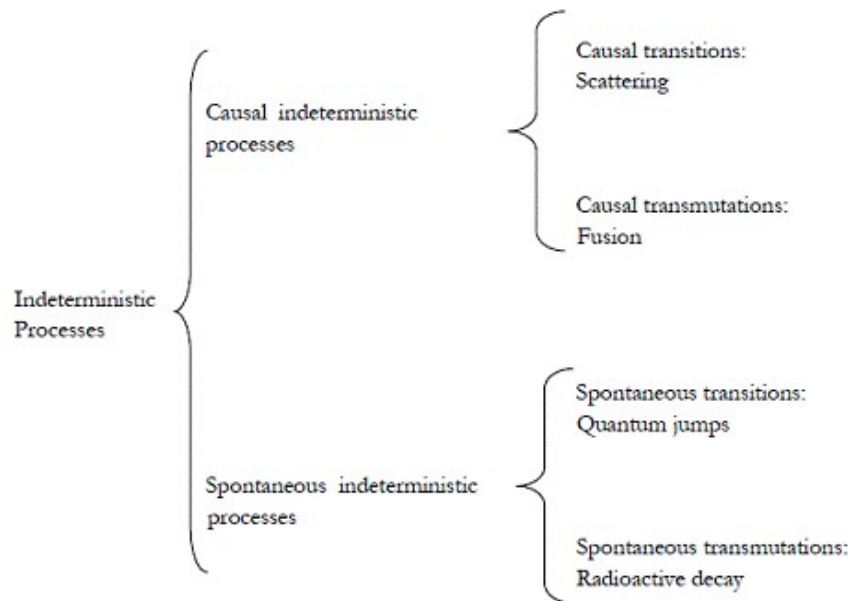 Indeterministic
Processes
Causal indeterministic
processes
Causal transitions:
Scattering
Causal transmutations:
Fusion
Spontaneous indeterministic
processes
Spontaneous transitions:
Quantum jumps
Spontaneous transmutations:
Radioactive decay